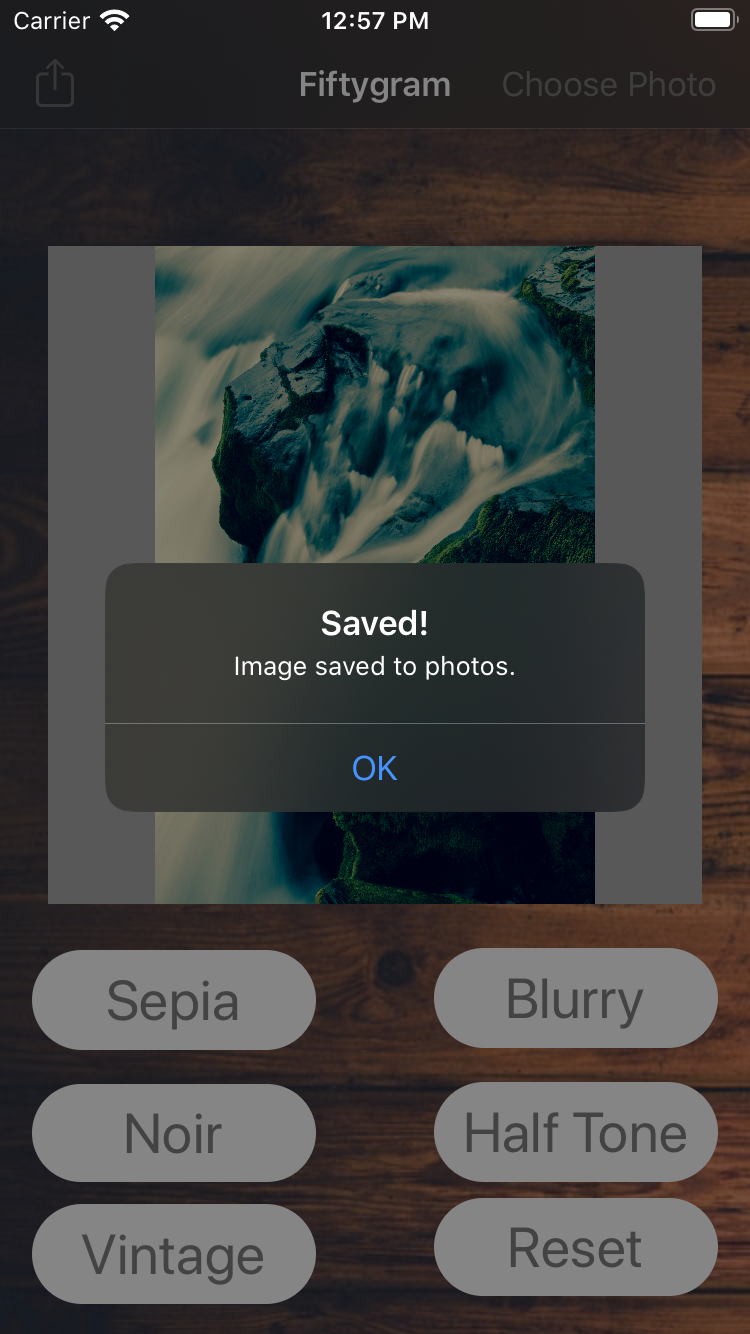 Carrier 12:57 PM
Fiftygram Choose Photo
Saved!
Image saved to photos.
OK
Sepia Blurry
Noir Half Tone
Vintage Reset